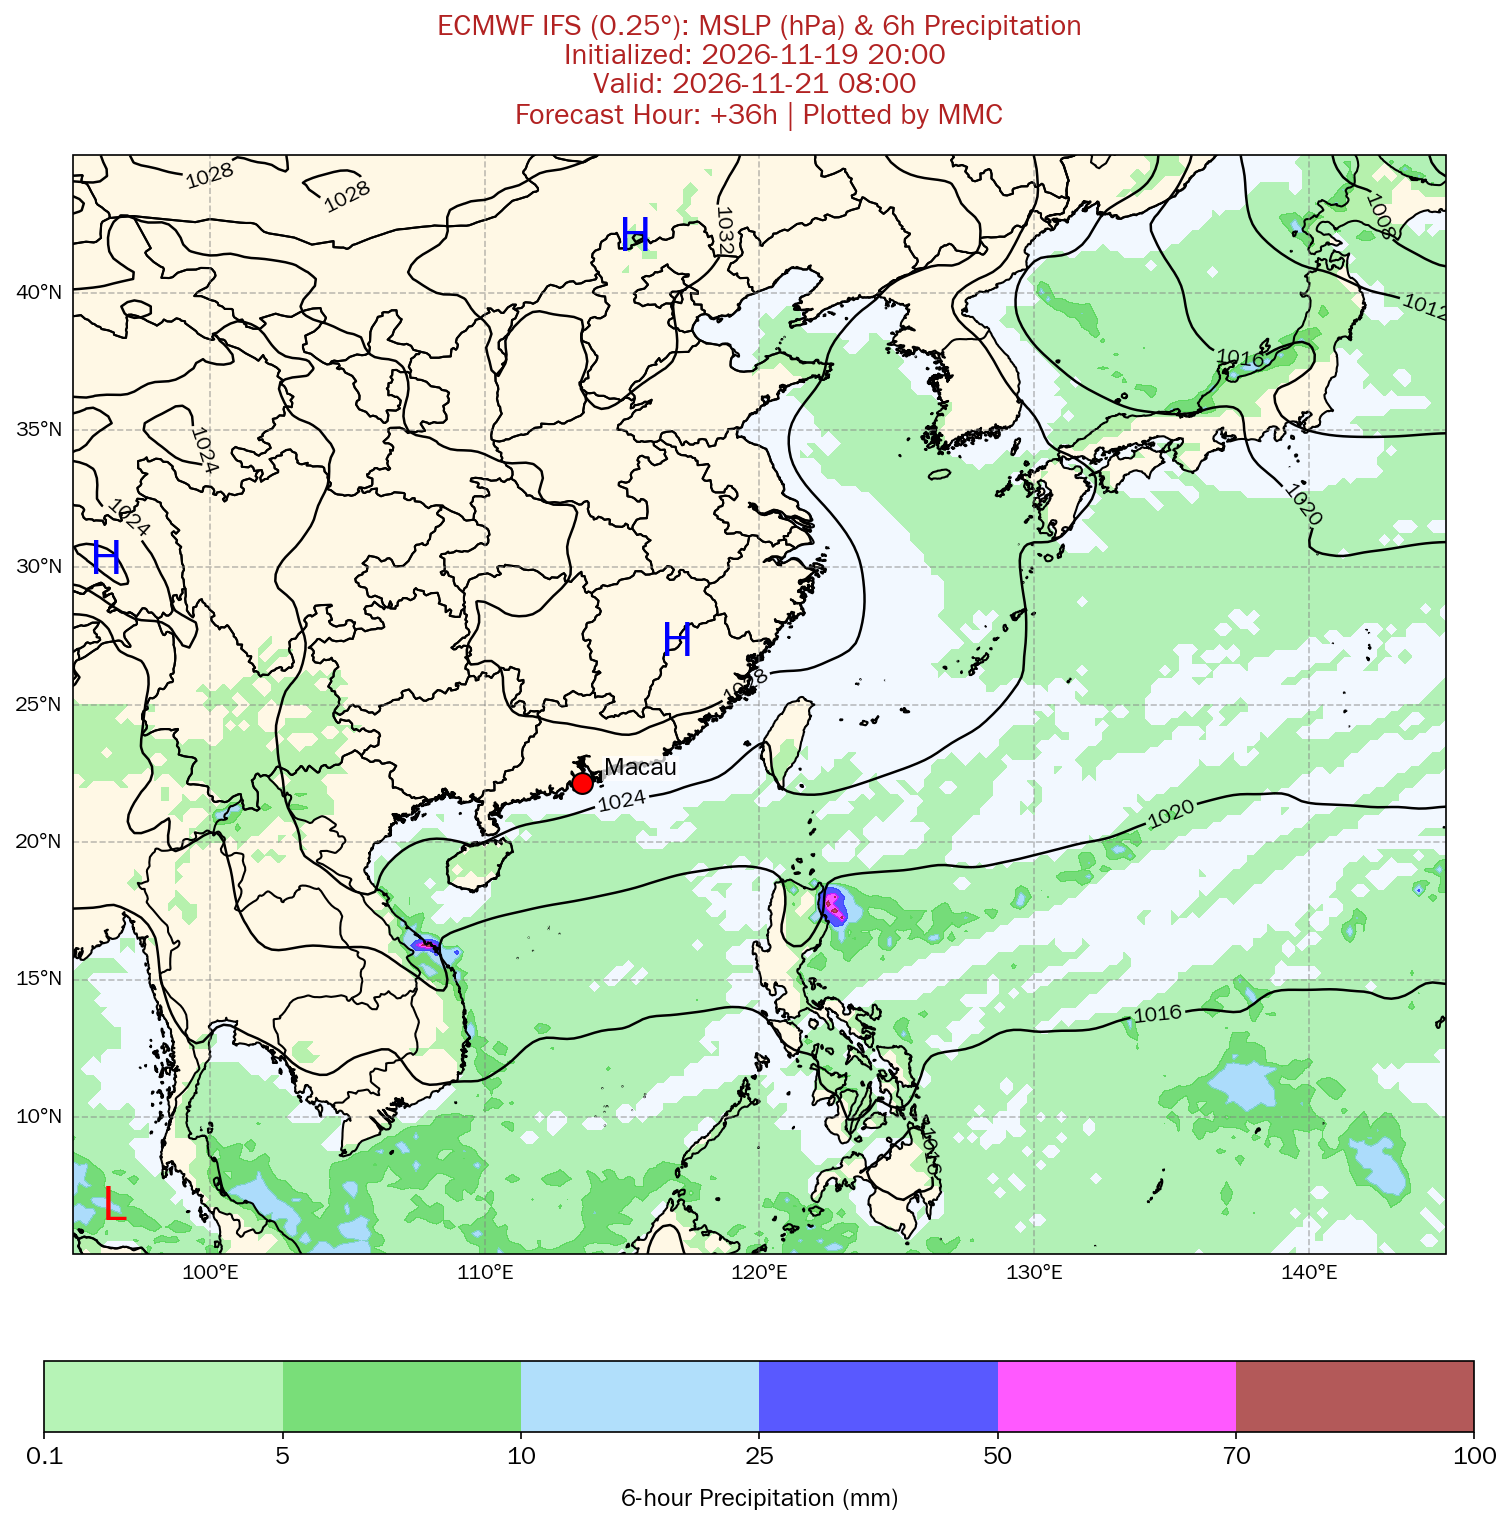 ECMWF IFS (0.25°): MSLP (hPa) & 6h Precipitation
Initialized: 2026-11-19 20:00
Valid: 2026-11-21 08:00
Forecast Hour: +36h | Plotted by MMC
1028
1028
H
1032
1008
40°N
1012
1016
35°N
1024
1020
1024
H
30°N
H
1028
25°N
Macau
1024
1020
20°N
15°N
1016
10°N
1016
L
100°E 110°E 120°E 130°E 140°E
0.1 5 10 25 50 70 100
6-hour Precipitation (mm)